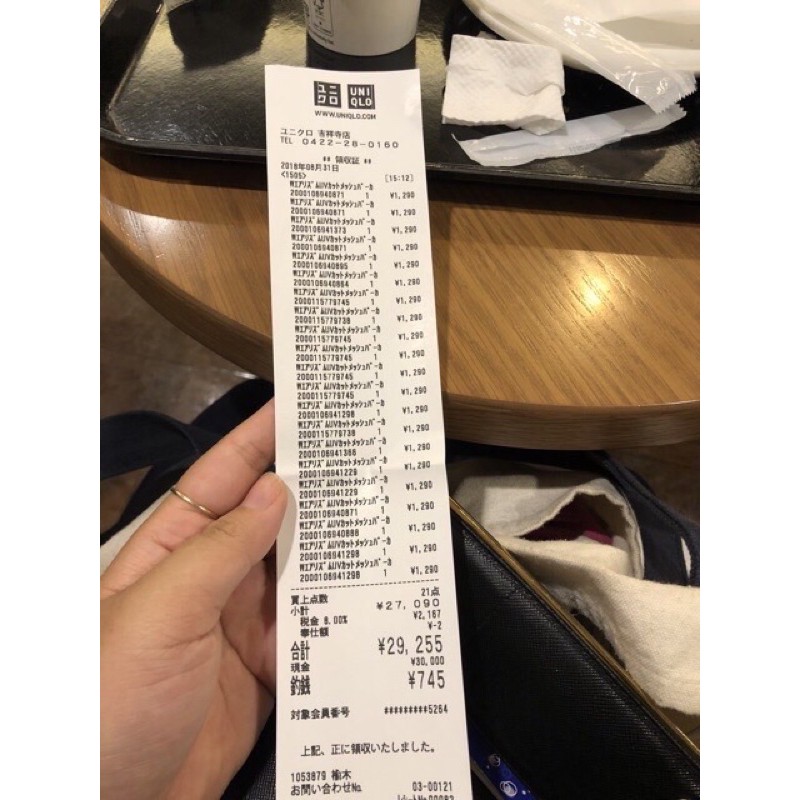 ユニクロ UNIQLO
WWW.UNIQLO.COM
ユニクロ 吉祥寺店
TEL 0422-28-0160
** 領収証 **
2018年08月31日
<1505> [15:12]
WエアリズムUVカットメッシュパーカ
2000106940871 1 ¥1,290
WエアリズムUVカットメッシュパーカ
2000106940871 1 ¥1,290
WエアリズムUVカットメッシュパーカ
2000106941373 1 ¥1,290
WエアリズムUVカットメッシュパーカ
2000106940871 1 ¥1,290
WエアリズムUVカットメッシュパーカ
2000106940895 1 ¥1,290
WエアリズムUVカットメッシュパーカ
2000106940864 1 ¥1,290
WエアリズムUVカットメッシュパーカ
2000115779745 1 ¥1,290
WエアリズムUVカットメッシュパーカ
2000115779738 1 ¥1,290
WエアリズムUVカットメッシュパーカ
2000115779745 1 ¥1,290
WエアリズムUVカットメッシュパーカ
2000115779745 1 ¥1,290
WエアリズムUVカットメッシュパーカ
2000115779745 1 ¥1,290
WエアリズムUVカットメッシュパーカ
2000115779745 1 ¥1,290
WエアリズムUVカットメッシュパーカ
2000106941298 1 ¥1,290
WエアリズムUVカットメッシュパーカ
2000115779738 1 ¥1,290
WエアリズムUVカットメッシュパーカ
2000106941366 1 ¥1,290
WエアリズムUVカットメッシュパーカ
2000106941229 1 ¥1,290
WエアリズムUVカットメッシュパーカ
2000106941229 1 ¥1,290
WエアリズムUVカットメッシュパーカ
2000106940871 1 ¥1,290
WエアリズムUVカットメッシュパーカ
2000106940888 1 ¥1,290
WエアリズムUVカットメッシュパーカ
2000106941298 1 ¥1,290
WエアリズムUVカットメッシュパーカ
2000106941298 1 ¥1,290
買上点数 21点
小計 ¥27,090
税金 8.00% ¥2,167
奉仕額 ¥-2
合計 ¥29,255
現金 ¥30,000
釣銭 ¥745
対象会員番号 *********5264
上記、正に領収いたしました。
1053879 楡木
お問い合わせNo. 03-00121